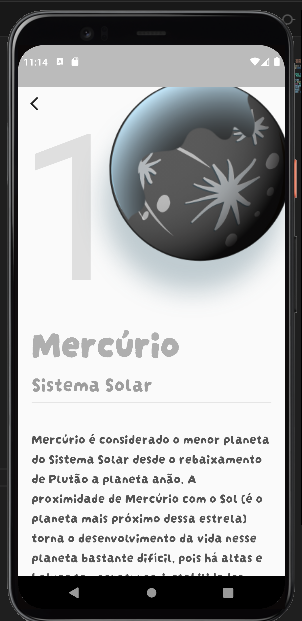 11:14
1
Mercúrio
Sistema Solar
Mercúrio é considerado o menor planeta
do Sistema Solar desde o rebaixamento
de Plutão a planeta anão. A
proximidade de Mercúrio com o Sol (é o
planeta mais próximo dessa estrela)
torna o desenvolvimento da vida nesse
planeta bastante difícil, pois há altas e